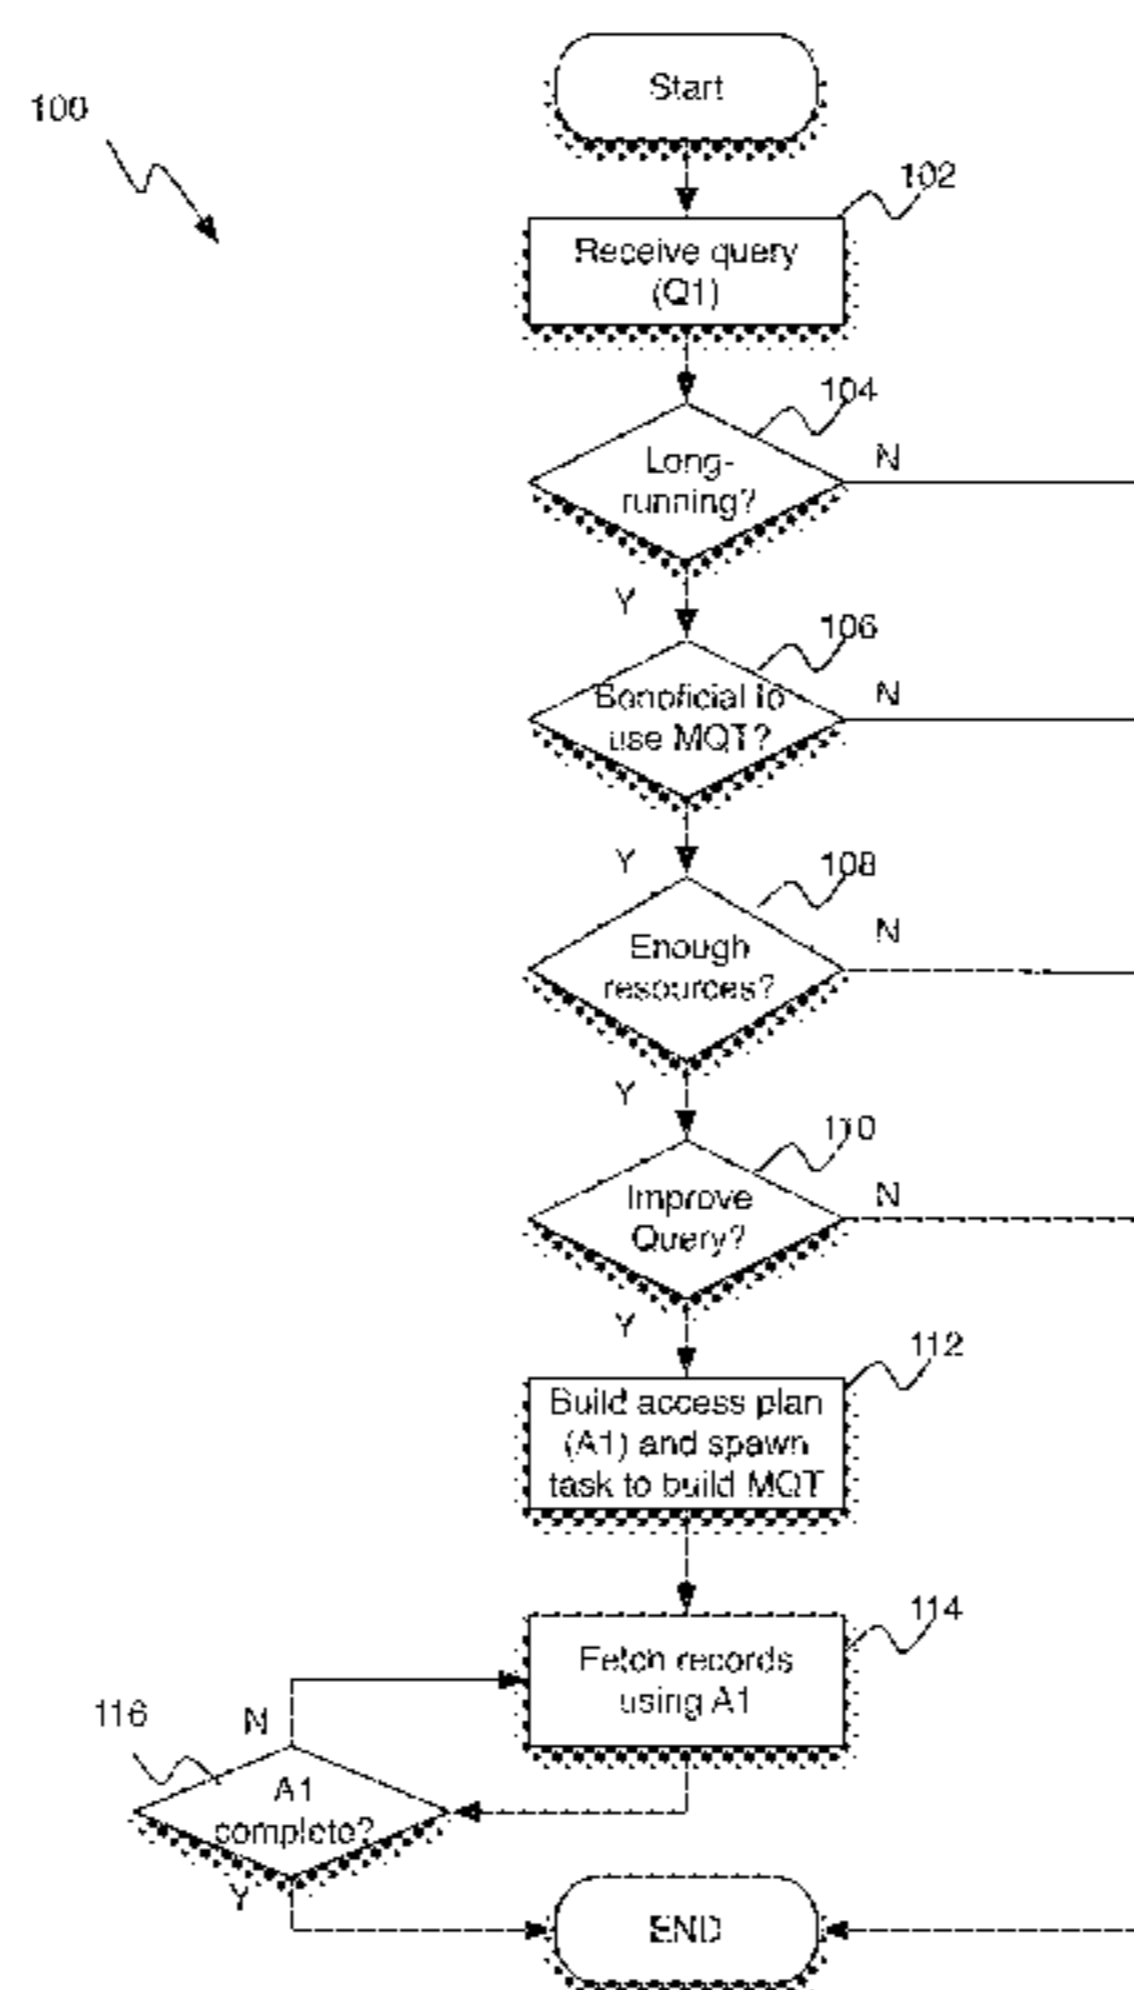 Start
100
102
Receive query
(Q1)
104
Long-
running?
N
Y
106
Beneficial to
use MQT?
N
Y
108
Enough
resources?
N
Y
110
Improve
Query?
N
Y
112
Build access plan
(A1) and spawn
task to build MQT
114
Fetch records
using A1
116
N
A1
complete?
Y
END